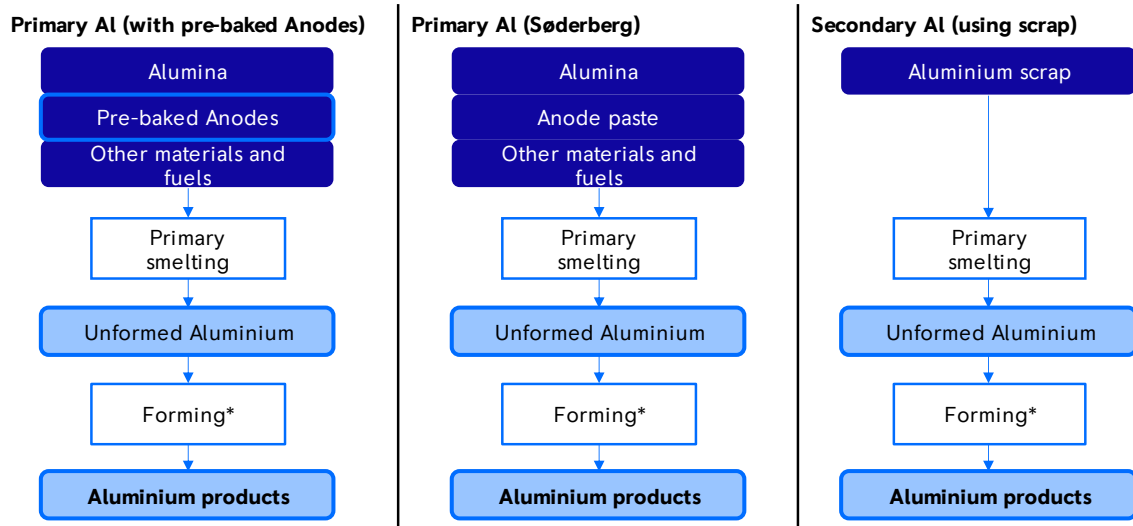 Primary Al (with pre-baked Anodes)
Alumina
Pre-baked Anodes
Other materials and
fuels
Primary
smelting
Unformed Aluminium
Forming*
Aluminium products
Primary Al (Søderberg)
Alumina
Anode paste
Other materials and
fuels
Primary
smelting
Unformed Aluminium
Forming*
Aluminium products
Secondary Al (using scrap)
Aluminium scrap
Primary
smelting
Unformed Aluminium
Forming*
Aluminium products